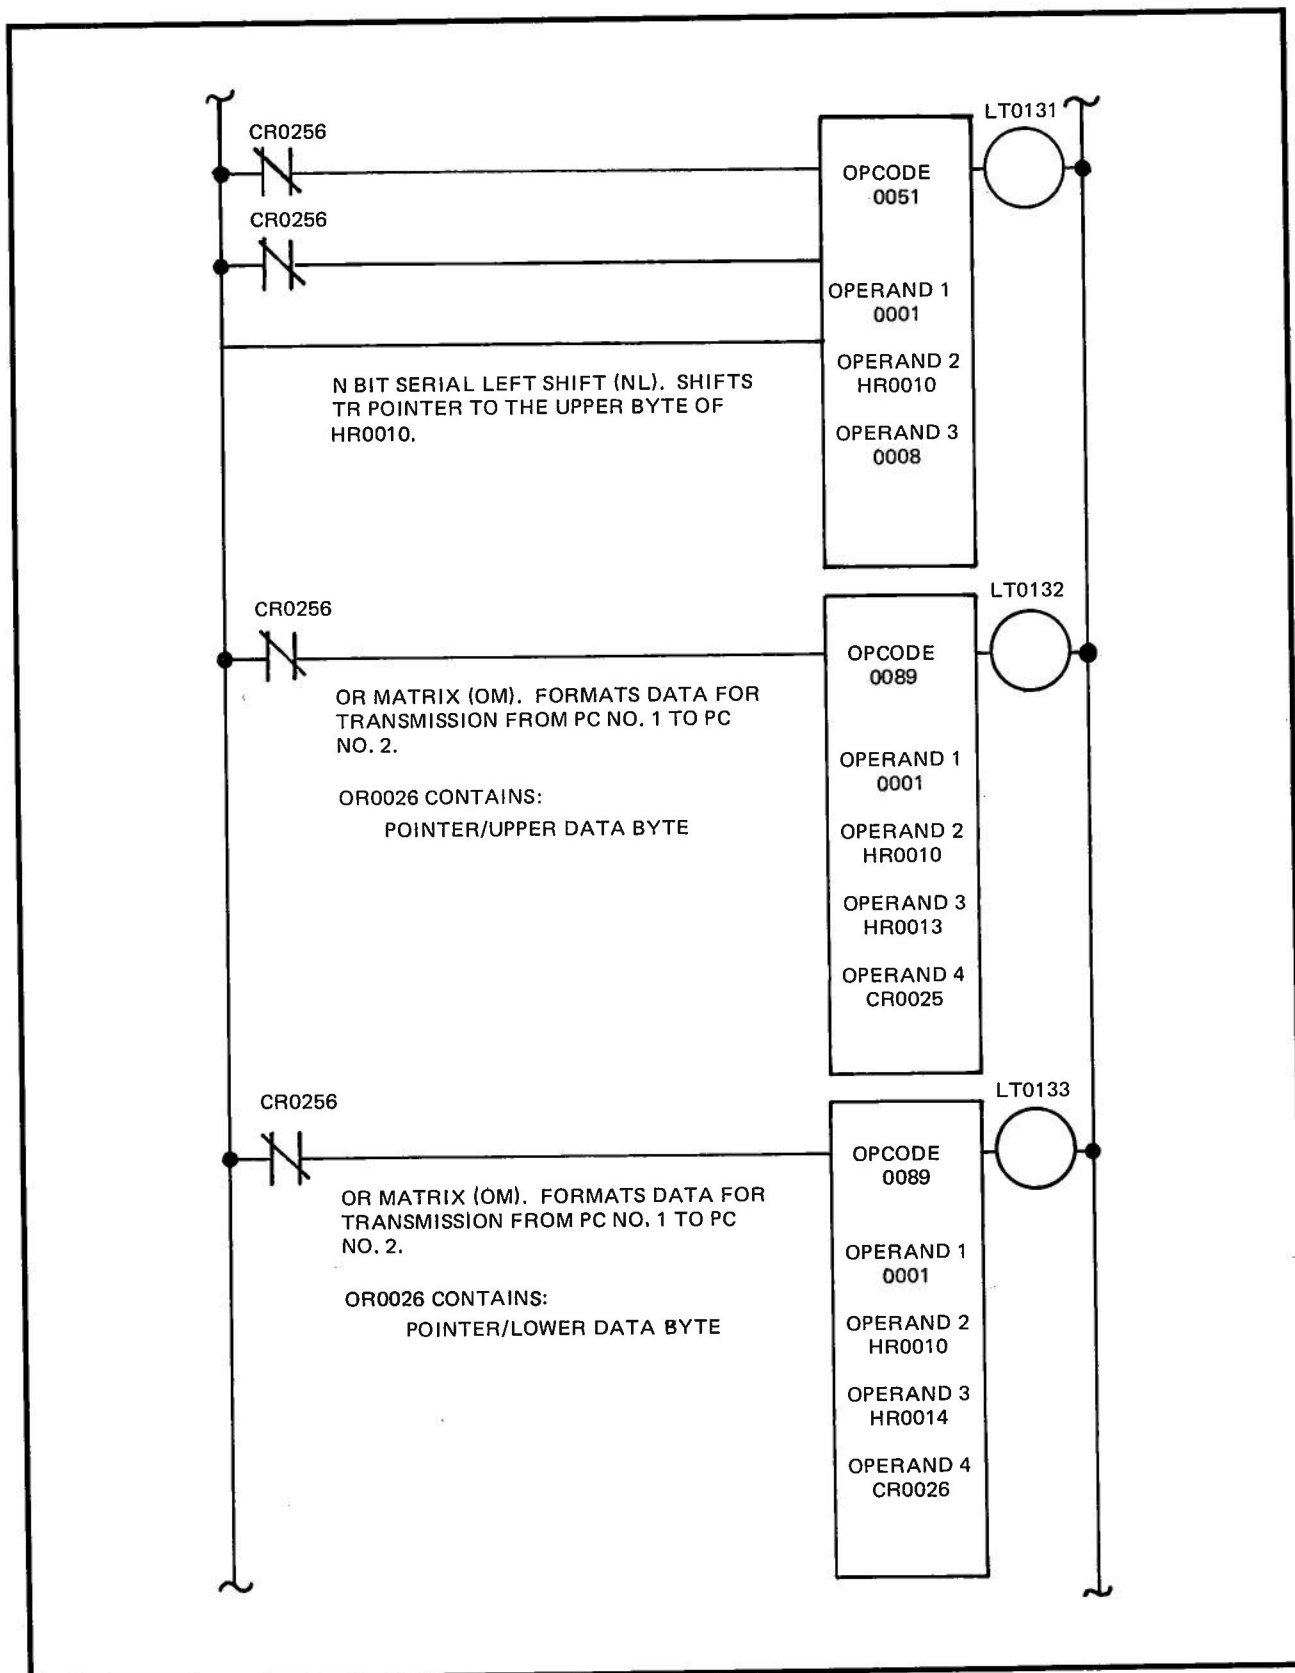 CR0256
LT0131
OPCODE
0051
CR0256
OPERAND 1
0001
OPERAND 2
HR0010
OPERAND 3
0008
N BIT SERIAL LEFT SHIFT (NL). SHIFTS
TR POINTER TO THE UPPER BYTE OF
HR0010.
CR0256
LT0132
OPCODE
0089
OR MATRIX (OM). FORMATS DATA FOR
TRANSMISSION FROM PC NO. 1 TO PC
NO. 2.
OR0026 CONTAINS:
POINTER/UPPER DATA BYTE
OPERAND 1
0001
OPERAND 2
HR0010
OPERAND 3
HR0013
OPERAND 4
CR0025
CR0256
LT0133
OPCODE
0089
OR MATRIX (OM). FORMATS DATA FOR
TRANSMISSION FROM PC NO. 1 TO PC
NO. 2.
OR0026 CONTAINS:
POINTER/LOWER DATA BYTE
OPERAND 1
0001
OPERAND 2
HR0010
OPERAND 3
HR0014
OPERAND 4
CR0026